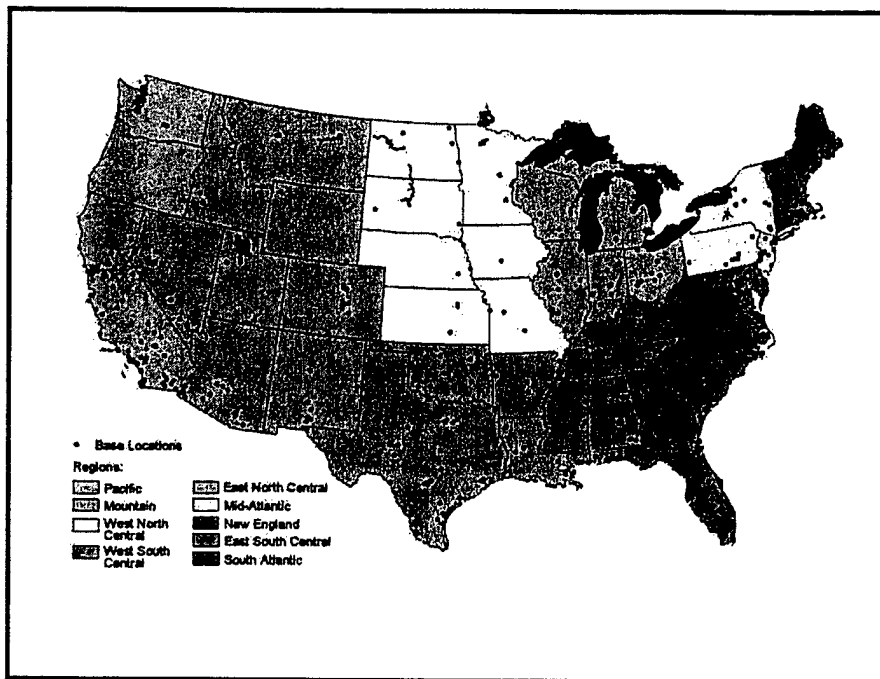 Base Locations
Regions:
Pacific
Mountain
West North
Central
West South
Central
East North Central
Mid-Atlantic
New England
East South Central
South Atlantic